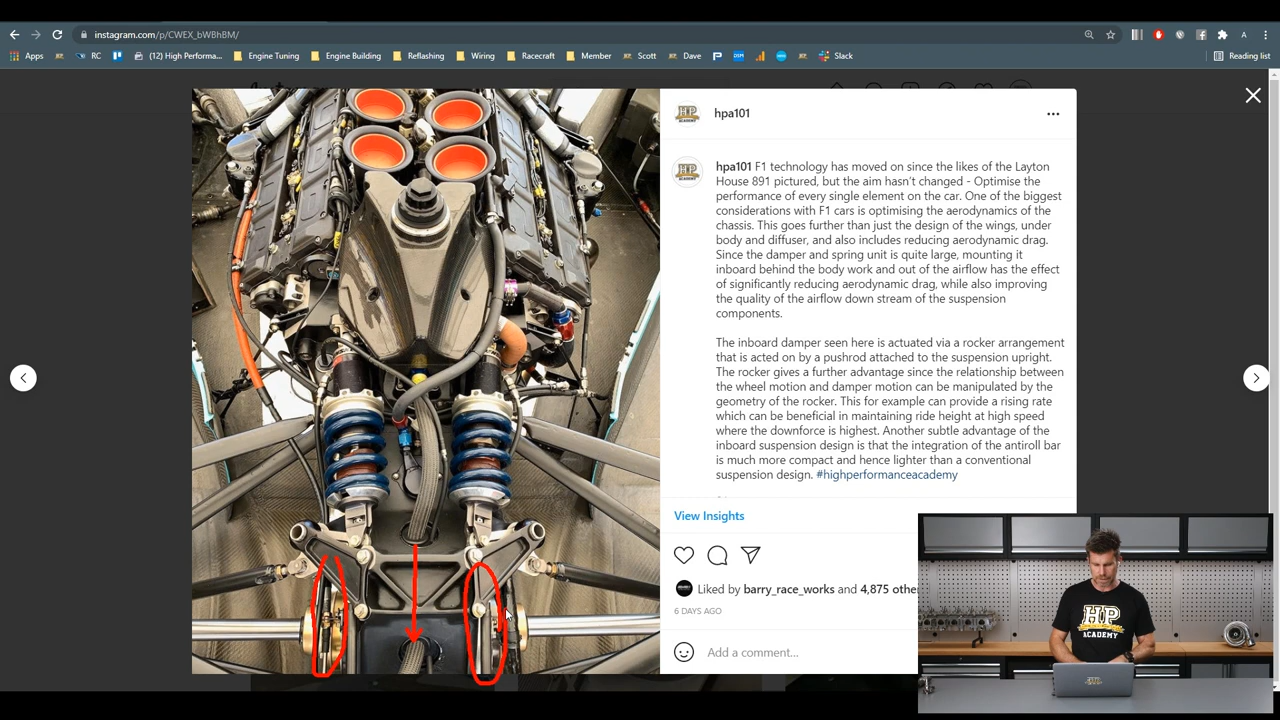 instagram.com/p/CWEX_bWBhBM/
Apps
RC
(12) High Performa...
Engine Tuning
Engine Building
Reflashing
Wiring
Racecraft
Member
Scott
Dave
Slack
Reading list
hpa101
hpa101 F1 technology has moved on since the likes of the Layton
House 891 pictured, but the aim hasn't changed - Optimise the
performance of every single element on the car. One of the biggest
considerations with F1 cars is optimising the aerodynamics of the
chassis. This goes further than just the design of the wings, under
body and diffuser, and also includes reducing aerodynamic drag.
Since the damper and spring unit is quite large, mounting it
inboard behind the body work and out of the airflow has the effect
of significantly reducing aerodynamic drag, while also improving
the quality of the airflow down stream of the suspension
components.
The inboard damper seen here is actuated via a rocker arrangement
that is acted on by a pushrod attached to the suspension upright.
The rocker gives a further advantage since the relationship between
the wheel motion and damper motion can be manipulated by the
geometry of the rocker. This for example can provide a rising rate
which can be beneficial in maintaining ride height at high speed
where the downforce is highest. Another subtle advantage of the
inboard suspension design is that the integration of the antiroll bar
is much more compact and hence lighter than a conventional
suspension design. #highperformanceacademy
View Insights
Liked by barry_race_works and 4,875 other
6 DAYS AGO
Add a comment...
HP
ACADEMY